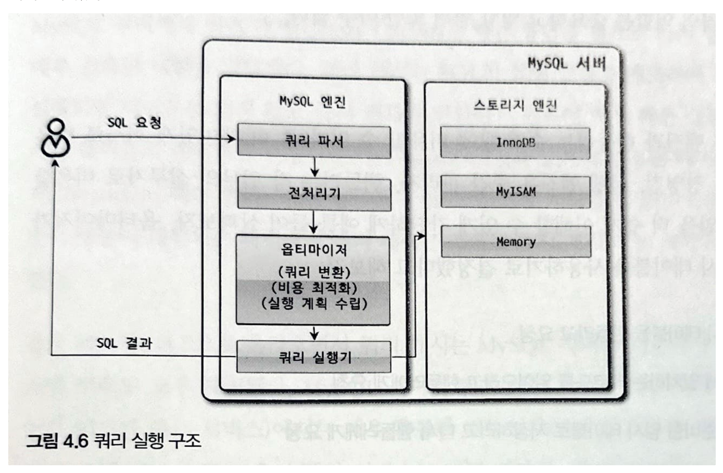 MySQL 서버
MySQL 엔진
스토리지 엔진
SQL 요청
쿼리 파서
InnoDB
전처리기
MyISAM
옵티마이저
(쿼리 변환)
(비용 최적화)
(실행 계획 수립)
Memory
SQL 결과
쿼리 실행기
그림 4.6 쿼리 실행 구조